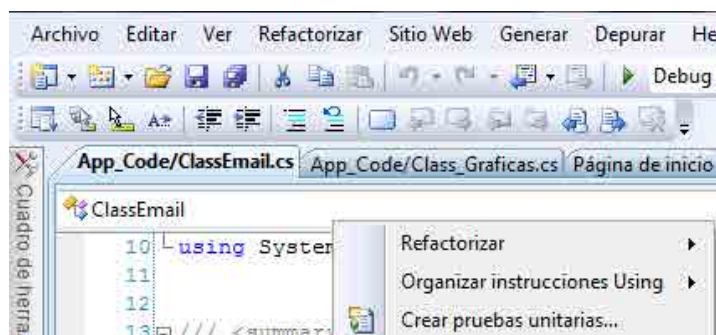 Archivo Editar Ver Refactorizar Sitio Web Generar Depurar He
Debug
App_Code/ClassEmail.cs App_Code/Class_Graficas.cs Página de inicio
Cuadro de herra
ClassEmail
10 using System
11
12
13 /// <summar
Refactorizar
Organizar instrucciones Using
Crear pruebas unitarias...